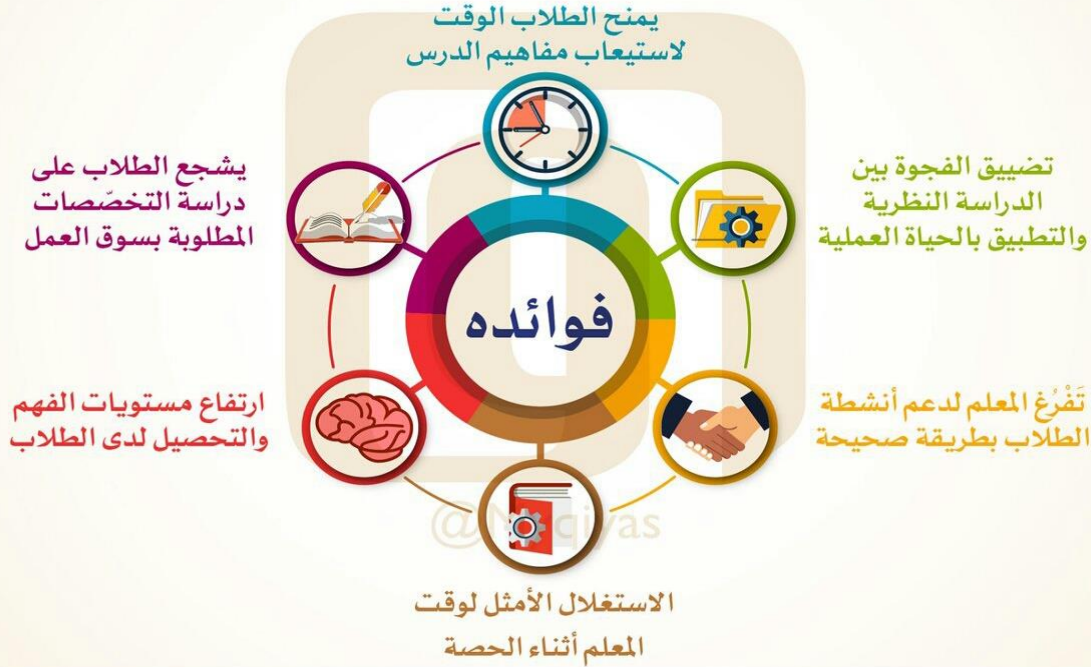 يمنح الطلاب الوقت
لاستيعاب مفاهيم الدرس
تضييق الفجوة بين
الدراسة النظرية
والتطبيق بالحياة العملية
تَفْرُغ المعلم لدعم أنشطة
الطلاب بطريقة صحيحة
الاستغلال الأمثل لوقت
المعلم أثناء الحصة
ارتفاع مستويات الفهم
والتحصيل لدى الطلاب
يشجع الطلاب على
دراسة التخصّصات
المطلوبة بسوق العمل
فوائده